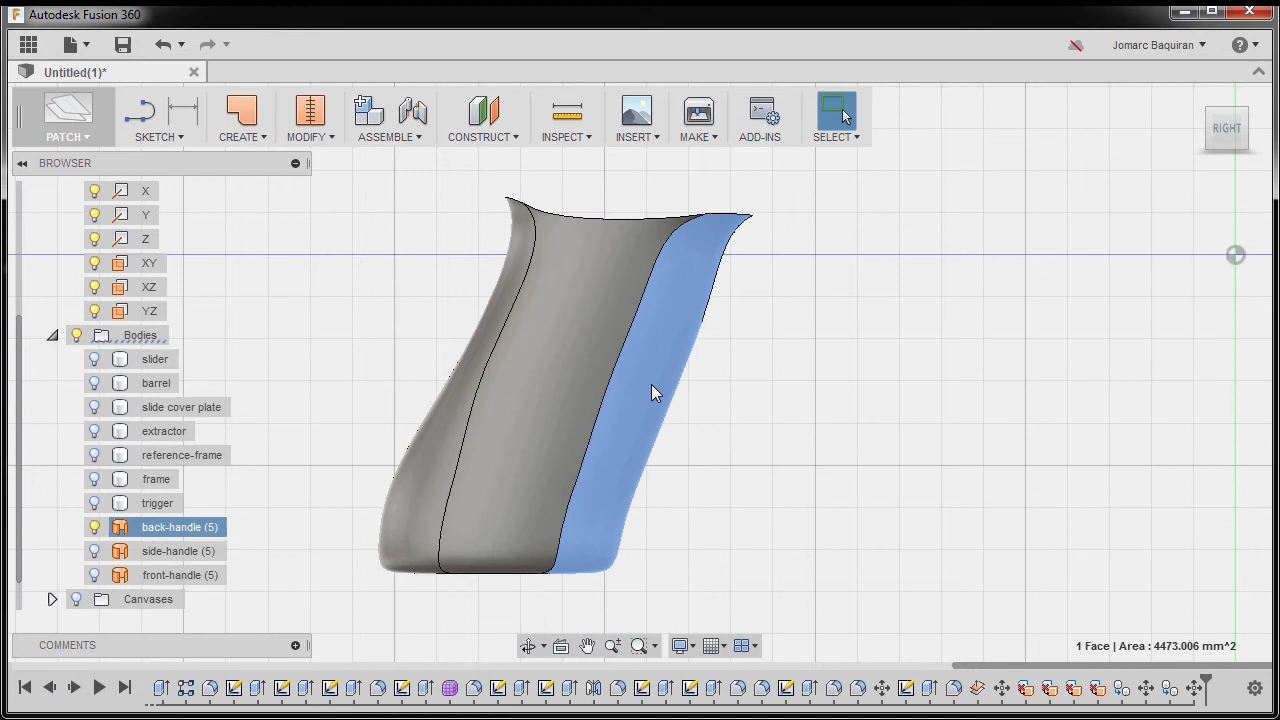 Autodesk Fusion 360
Jomarc Baquiran
Untitled(1)*
PATCH SKETCH CREATE MODIFY ASSEMBLE CONSTRUCT INSPECT INSERT MAKE ADD-INS SELECT
RIGHT
BROWSER
X
Y
Z
XY
XZ
YZ
Bodies
slider
barrel
slide cover plate
extractor
reference-frame
frame
trigger
back-handle (5)
side-handle (5)
front-handle (5)
Canvases
COMMENTS
1 Face | Area : 4473.006 mm^2